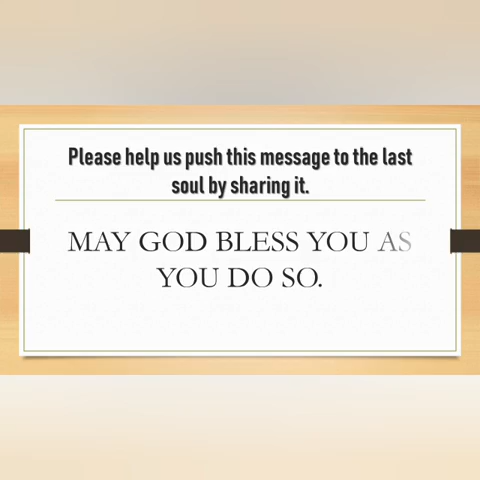 Please help us push this message to the last
soul by sharing it.
MAY GOD BLESS YOU AS
YOU DO SO.